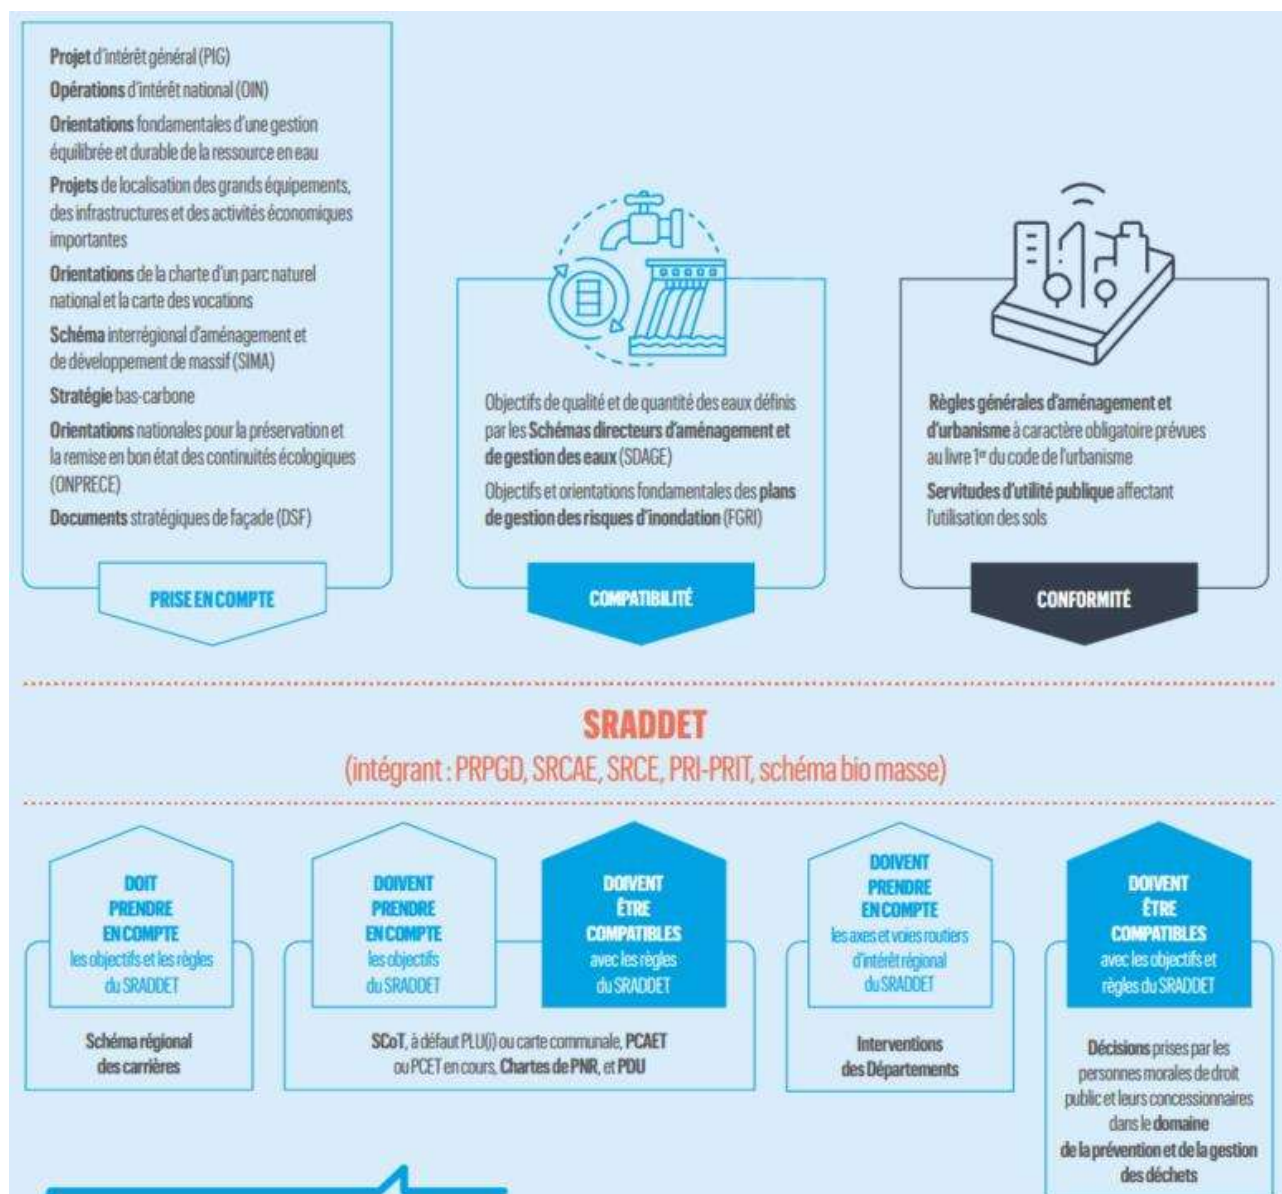 Projet d'intérêt général (PIG)
Opérations d'intérêt national (OIN)
Orientations fondamentales d'une gestion
équilibrée et durable de la ressource en eau
Projets de localisation des grands équipements,
des infrastructures et des activités économiques
importantes
Orientations de la charte d'un parc naturel
national et la carte des vocations
Schéma interrégional d'aménagement et
de développement de massif (SIMA)
Stratégie bas-carbone
Orientations nationales pour la préservation et
la remise en bon état des continuités écologiques
(ONPRECE)
Documents stratégiques de façade (DSF)
PRISE EN COMPTE
Objectifs de qualité et de quantité des eaux définis
par les Schémas directeurs d'aménagement et
de gestion des eaux (SDAGE)
Objectifs et orientations fondamentales des plans
de gestion des risques d'inondation (FGRI)
COMPATIBILITÉ
Règles générales d'aménagement et
d'urbanisme à caractère obligatoire prévues
au livre 1er du code de l'urbanisme
Servitudes d'utilité publique affectant
l'utilisation des sols
CONFORMITÉ
SRADDET
(intégrant : PRPGD, SRCAE, SRCE, PRI-PRIT, schéma bio masse)
DOIT
PRENDRE
EN COMPTE
les objectifs et les règles
du SRADDET
Schéma régional
des carrières
DOIVENT
PRENDRE
EN COMPTE
les objectifs
du SRADDET
DOIVENT
ÊTRE
COMPATIBLES
avec les règles
du SRADDET
SCoT, à défaut PLU(i) ou carte communale, PCAET
ou PCET en cours, Chartes de PNR, et PDU
DOIVENT
PRENDRE
EN COMPTE
les axes et voies routiers
d'intérêt régional
du SRADDET
Interventions
des Départements
DOIVENT
ÊTRE
COMPATIBLES
avec les objectifs et
règles du SRADDET
Décisions prises par les
personnes morales de droit
public et leurs concessionnaires
dans le domaine
de la prévention et de la gestion
des déchets